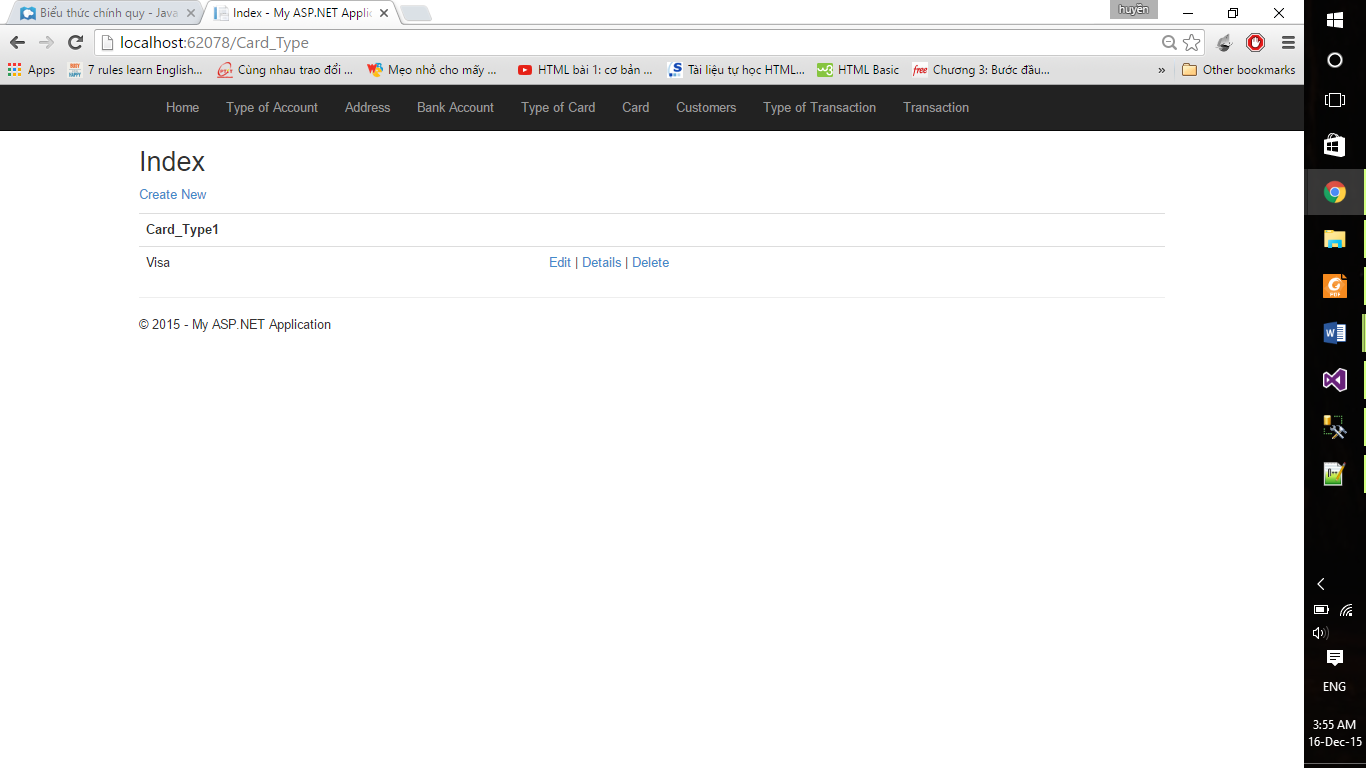 Biểu thức chính quy - Java
Index - My ASP.NET Applic
huyền
localhost:62078/Card_Type
Apps
7 rules learn English...
Cùng nhau trao đổi ...
Mẹo nhỏ cho mấy ...
HTML bài 1: cơ bản ...
Tài liệu tự học HTML...
HTML Basic
Chương 3: Bước đầu...
»
Other bookmarks
Home Type of Account Address Bank Account Type of Card Card Customers Type of Transaction Transaction
Index
Create New
Card_Type1
Visa Edit | Details | Delete
© 2015 - My ASP.NET Application
ENG
3:55 AM
16-Dec-15